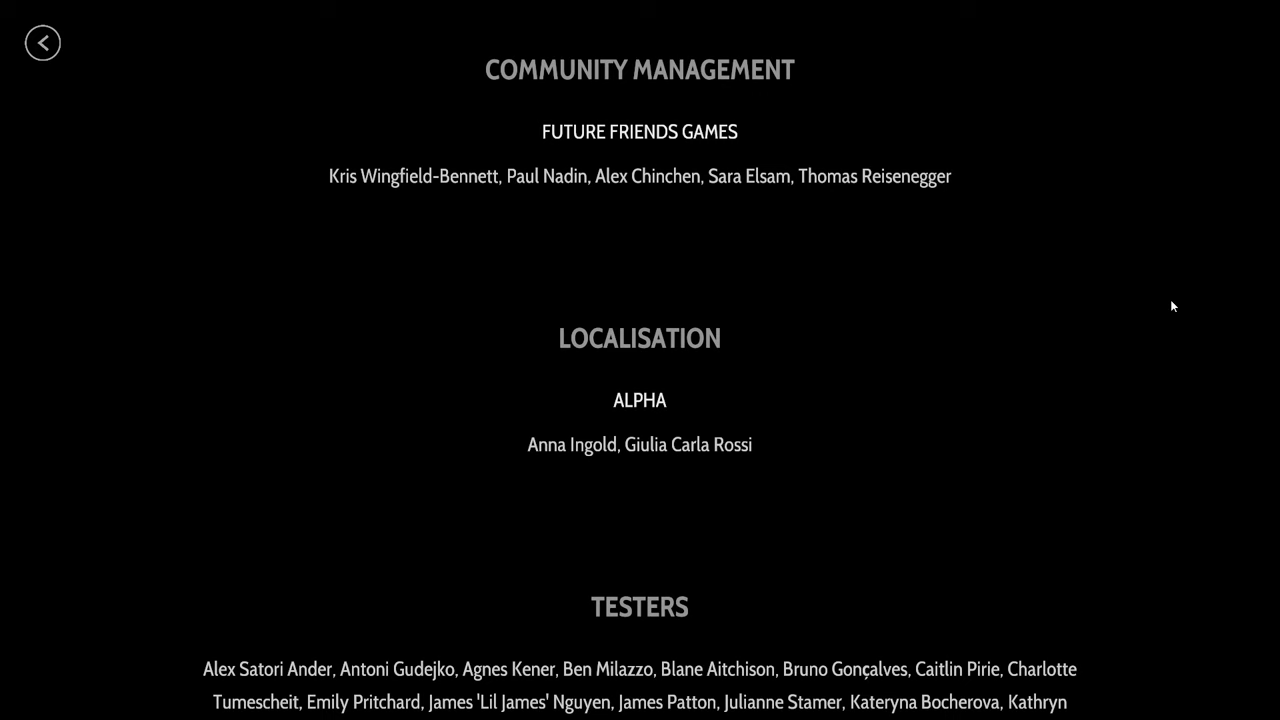 COMMUNITY MANAGEMENT
FUTURE FRIENDS GAMES
Kris Wingfield-Bennett, Paul Nadin, Alex Chinchen, Sara Elsam, Thomas Reisenegger
LOCALISATION
ALPHA
Anna Ingold, Giulia Carla Rossi
TESTERS
Alex Satori Ander, Antoni Gudejko, Agnes Kener, Ben Milazzo, Blane Aitchison, Bruno Gonçalves, Caitlin Pirie, Charlotte
Tumescheit, Emily Pritchard, James 'Lil James' Nguyen, James Patton, Julianne Stamer, Kateryna Bocherova, Kathryn